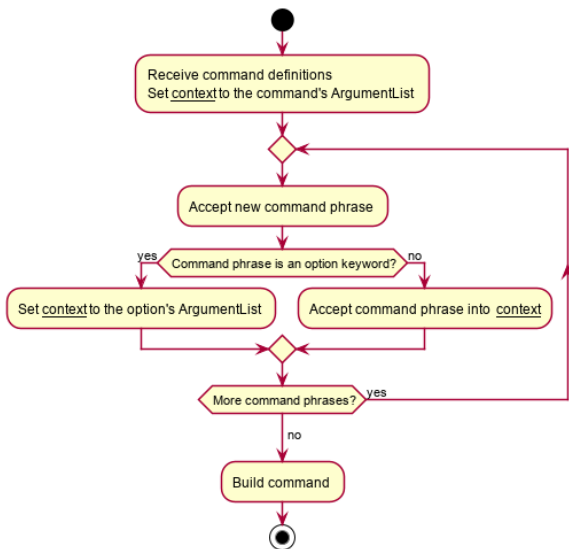 Receive command definitions
Set context to the command's ArgumentList
Accept new command phrase
yes
Command phrase is an option keyword?
no
Set context to the option's ArgumentList
Accept command phrase into context
More command phrases?
yes
no
Build command